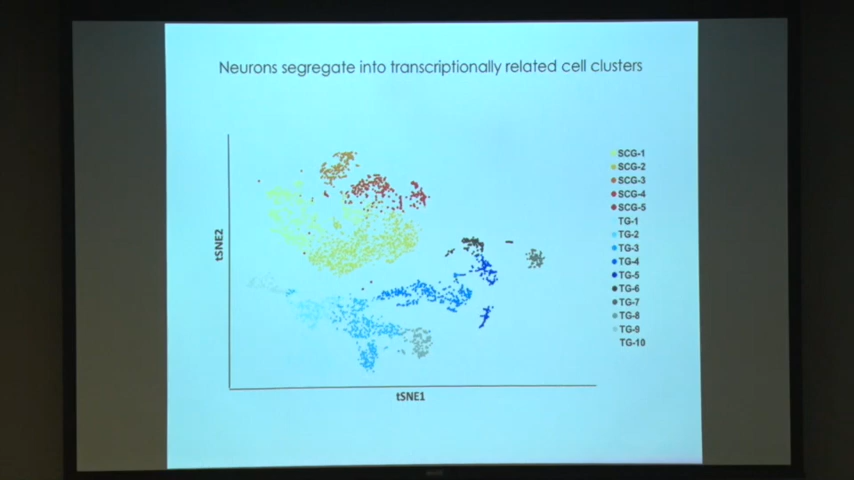 Neurons segregate into transcriptionally related cell clusters
SCG-1
SCG-2
SCG-3
SCG-4
SCG-5
TG-1
TG-2
TG-3
TG-4
TG-5
TG-6
TG-7
TG-8
TG-9
TG-10
tSNE2
tSNE1